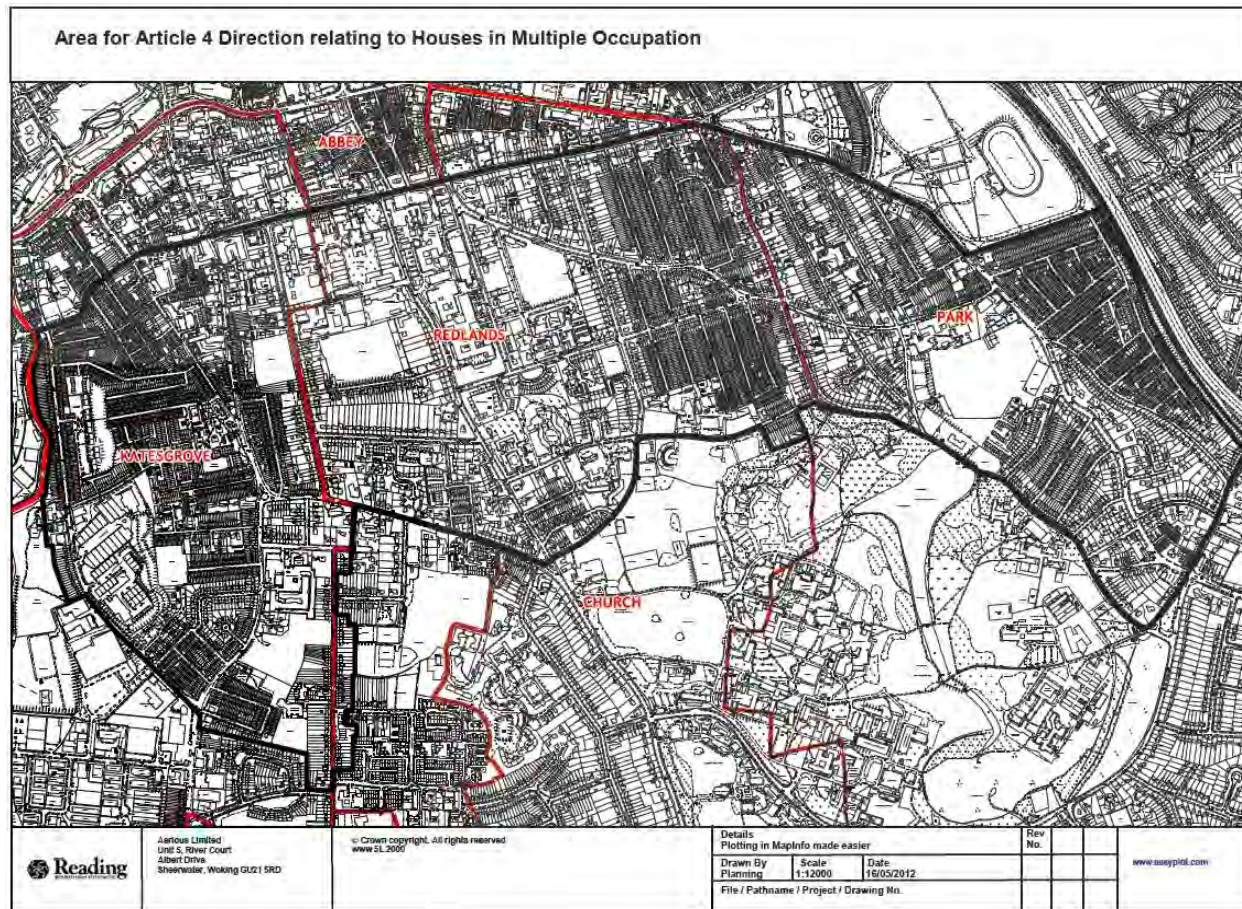 Area for Article 4 Direction relating to Houses in Multiple Occupation
ABBEY
REDLANDS
PARK
KATESGROVE
CHURCH
Reading
Aerious Limited
Unit 5, River Court
Albert Drive
Sheerwater, Woking GU21 5RD
© Crown copyright. All rights reserved
www 5L 2000
Details
Plotting in MapInfo made easier
Rev
No.
Drawn By
Planning
Scale
1:12000
Date
16/05/2012
File / Pathname / Project / Drawing No.
www.easyplot.com